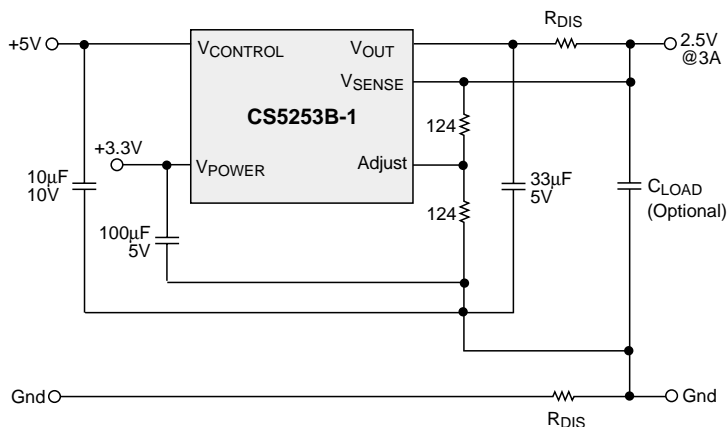 +5V
VCONTROL
VOUT
RDIS
2.5V
@3A
VSENSE
CS5253B-1
124
+3.3V
VPOWER
Adjust
10µF
10V
33µF
5V
CLOAD
(Optional)
124
100µF
5V
Gnd
RDIS
Gnd